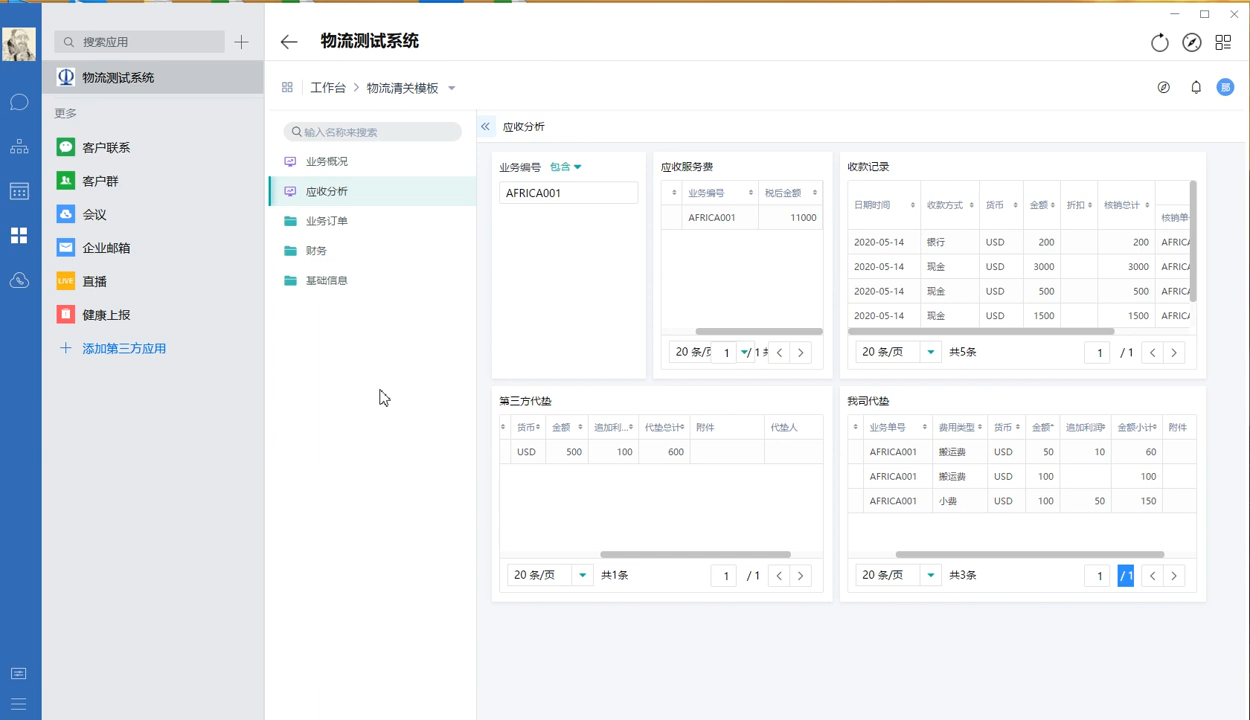 搜索应用
物流测试系统
更多
客户联系
客户群
会议
企业邮箱
LIVE 直播
健康上报
添加第三方应用
物流测试系统
工作台 > 物流清关模板
那
输入名称来搜索
业务概况
应收分析
业务订单
财务
基础信息
应收分析
业务编号 包含
AFRICA001
应收服务费
业务编号 税后金额
AFRICA001 11000
20 条/页 1 / 1
收款记录
日期时间 收款方式 货币 金额 折扣 核销总计
核销单
2020-05-14 银行 USD 200 200 AFRICA
2020-05-14 现金 USD 3000 3000 AFRICA
2020-05-14 现金 USD 500 500 AFRICA
2020-05-14 现金 USD 1500 1500 AFRICA
20 条/页 共5条 1 / 1
第三方代垫
货币 金额 追加利... 代垫总计 附件 代垫人
USD 500 100 600
20 条/页 共1条 1 / 1
我司代垫
业务单号 费用类型 货币 金额 追加利润 金额小计 附件
AFRICA001 搬运费 USD 50 10 60
AFRICA001 搬运费 USD 100 100
AFRICA001 小费 USD 100 50 150
20 条/页 共3条 1 / 1